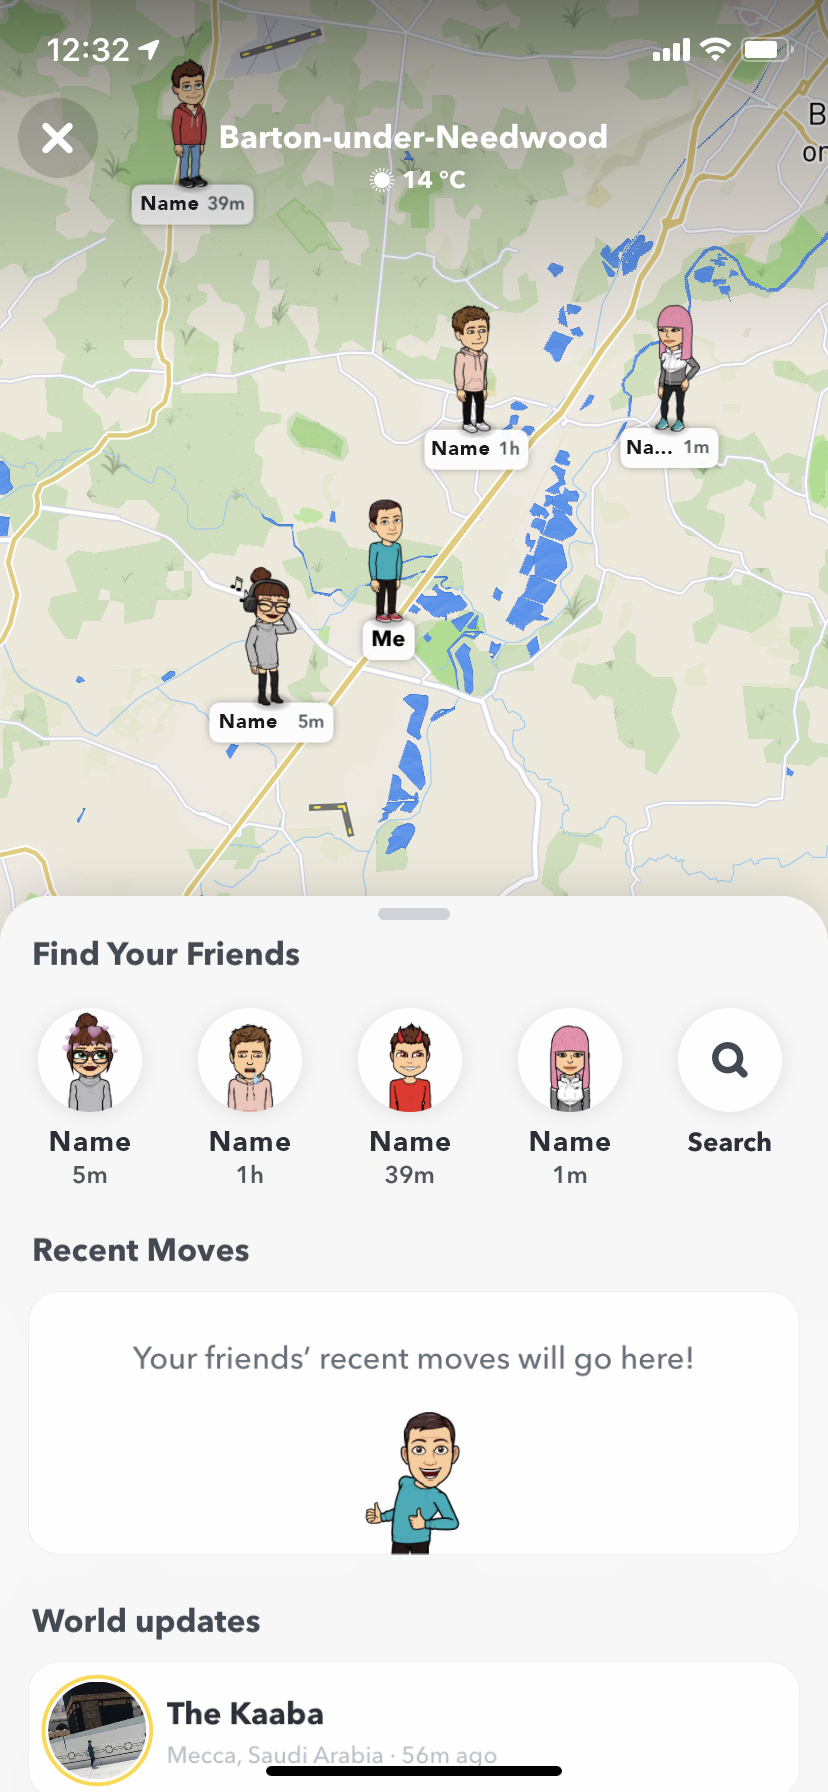 12:32
B
Barton-under-Needwood
or
14 °C
Name 39m
Name 1h
Na... 1m
Me
Name 5m
Find Your Friends
Name
5m
Name
1h
Name
39m
Name
1m
Search
Recent Moves
Your friends’ recent moves will go here!
World updates
The Kaaba
Mecca, Saudi Arabia · 56m ago